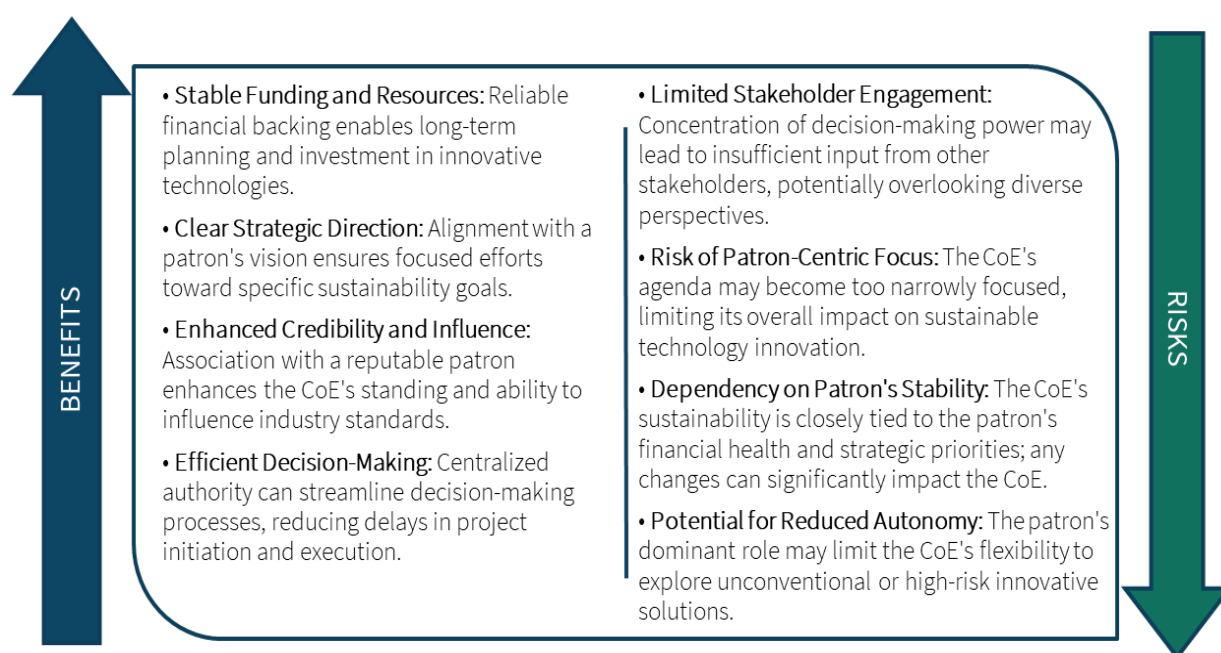 BENEFITS
• Stable Funding and Resources: Reliable
financial backing enables long-term
planning and investment in innovative
technologies.
• Clear Strategic Direction: Alignment with a
patron's vision ensures focused efforts
toward specific sustainability goals.
• Enhanced Credibility and Influence:
Association with a reputable patron
enhances the CoE's standing and ability to
influence industry standards.
• Efficient Decision-Making: Centralized
authority can streamline decision-making
processes, reducing delays in project
initiation and execution.
• Limited Stakeholder Engagement:
Concentration of decision-making power may
lead to insufficient input from other
stakeholders, potentially overlooking diverse
perspectives.
• Risk of Patron-Centric Focus: The CoE's
agenda may become too narrowly focused,
limiting its overall impact on sustainable
technology innovation.
• Dependency on Patron's Stability: The CoE's
sustainability is closely tied to the patron's
financial health and strategic priorities; any
changes can significantly impact the CoE.
• Potential for Reduced Autonomy: The patron's
dominant role may limit the CoE's flexibility to
explore unconventional or high-risk innovative
solutions.
RISKS